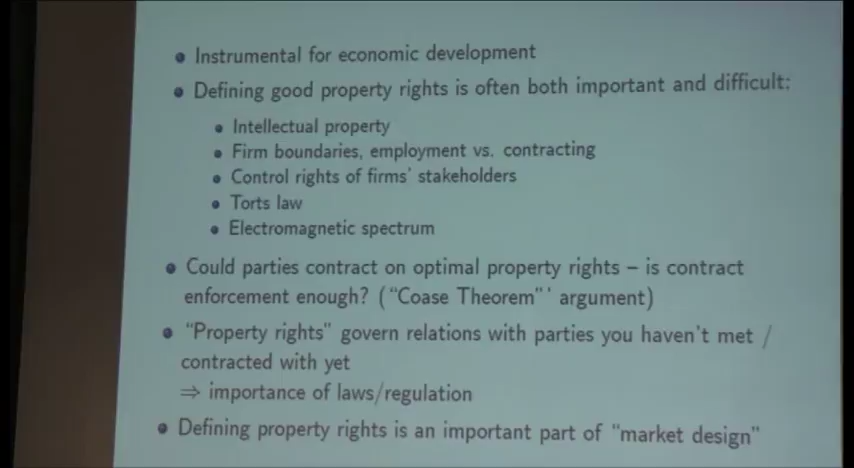 • Instrumental for economic development
• Defining good property rights is often both important and difficult:
• Intellectual property
• Firm boundaries, employment vs. contracting
• Control rights of firms' stakeholders
• Torts law
• Electromagnetic spectrum
• Could parties contract on optimal property rights – is contract
enforcement enough? ("Coase Theorem"' argument)
• "Property rights" govern relations with parties you haven't met /
contracted with yet
⇒ importance of laws/regulation
• Defining property rights is an important part of "market design"